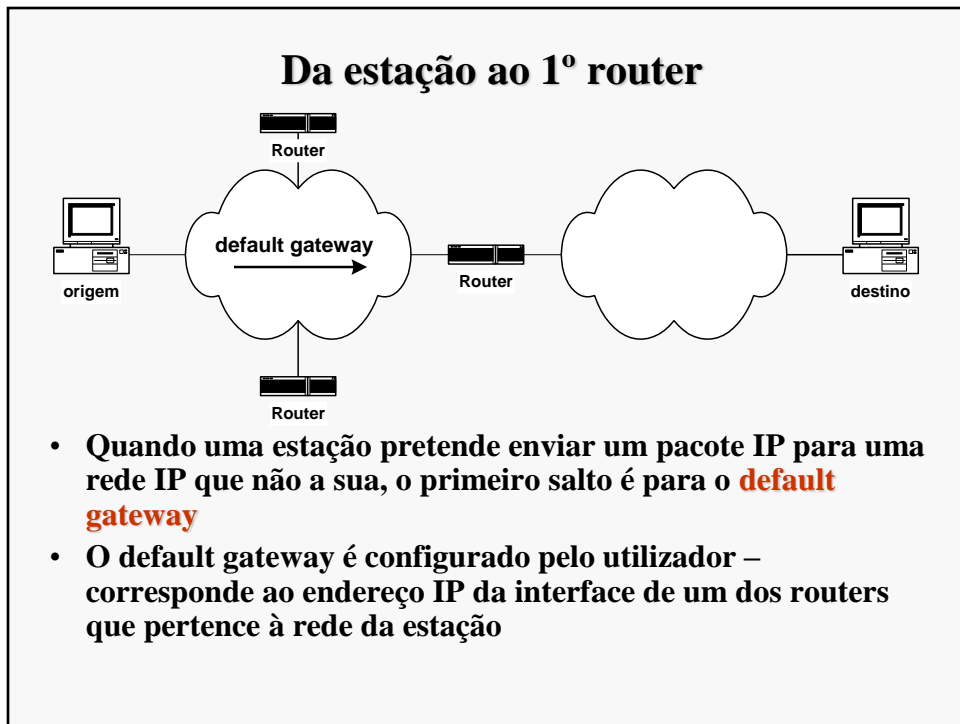 Da estação ao 1º router
Router
default gateway
origem
Router
destino
Router
• Quando uma estação pretende enviar um pacote IP para uma
rede IP que não a sua, o primeiro salto é para o default
gateway
• O default gateway é configurado pelo utilizador –
corresponde ao endereço IP da interface de um dos routers
que pertence à rede da estação